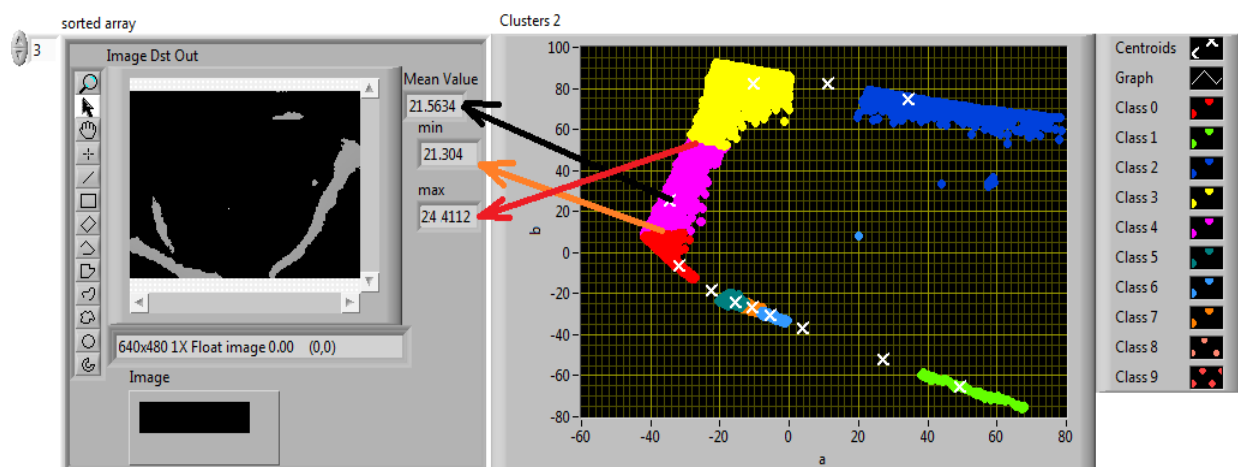 sorted array
3
Image Dst Out
Mean Value
21.5634
min
21.304
max
24 4112
640x480 1X Float image 0.00 (0,0)
Image
Clusters 2
100
80
60
40
20
0
-20
-40
-60
-80
b
-60
-40
-20
0
20
40
60
80
a
Centroids
Graph
Class 0
Class 1
Class 2
Class 3
Class 4
Class 5
Class 6
Class 7
Class 8
Class 9